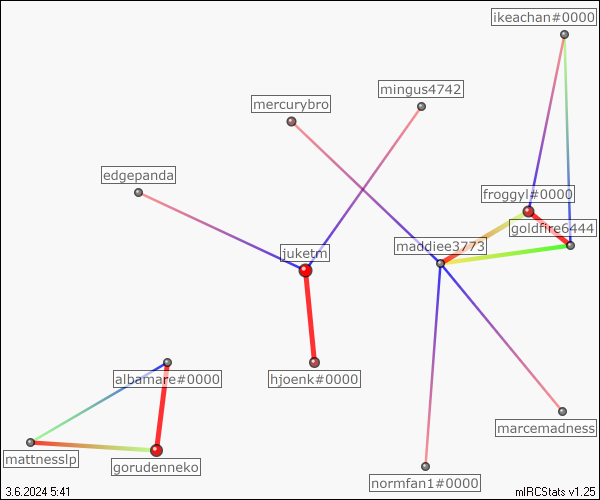 ikeachan#0000
mingus4742
mercurybro
edgepanda
froggyl#0000
goldfire6444
maddiee3773
juketm
albamare#0000
hjoenk#0000
marcemadness
mattnesslp
gorudenneko
normfan1#0000
3.6.2024 5:41
mIRCStats v1.25